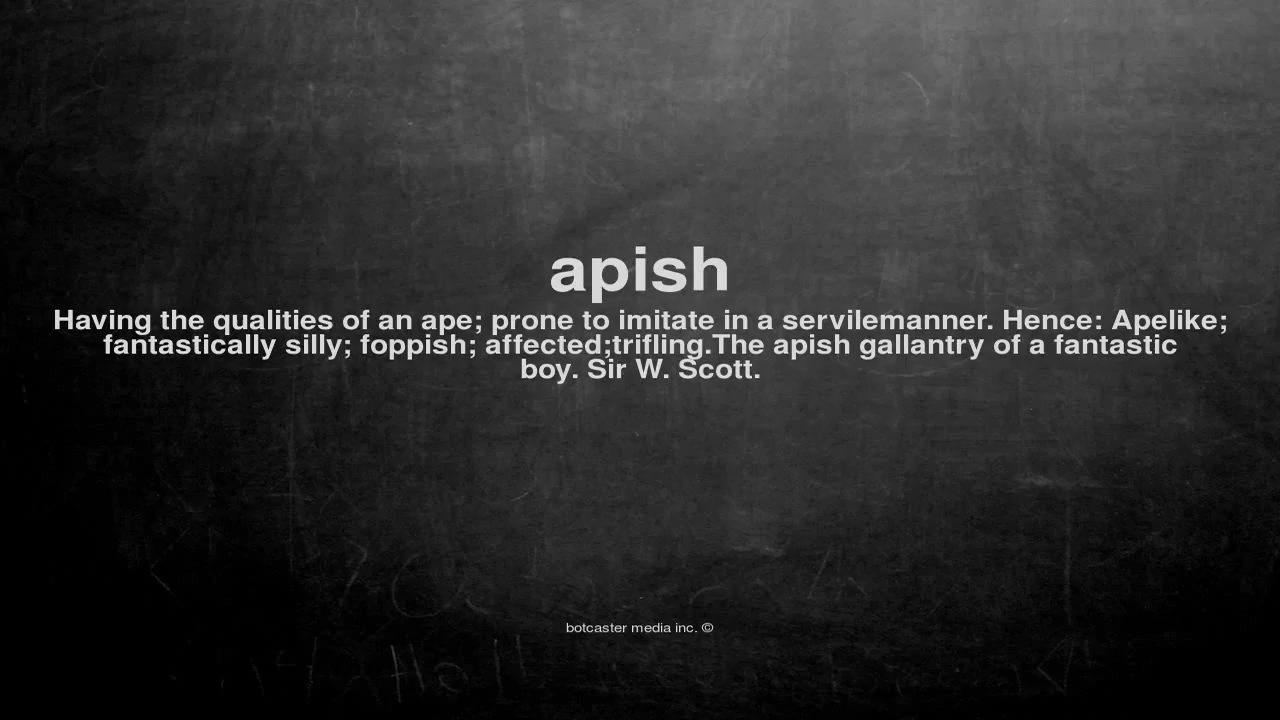 apish
Having the qualities of an ape; prone to imitate in a servilemanner. Hence: Apelike;
fantastically silly; foppish; affected;trifling.The apish gallantry of a fantastic
boy. Sir W. Scott.
botcaster media inc. ©